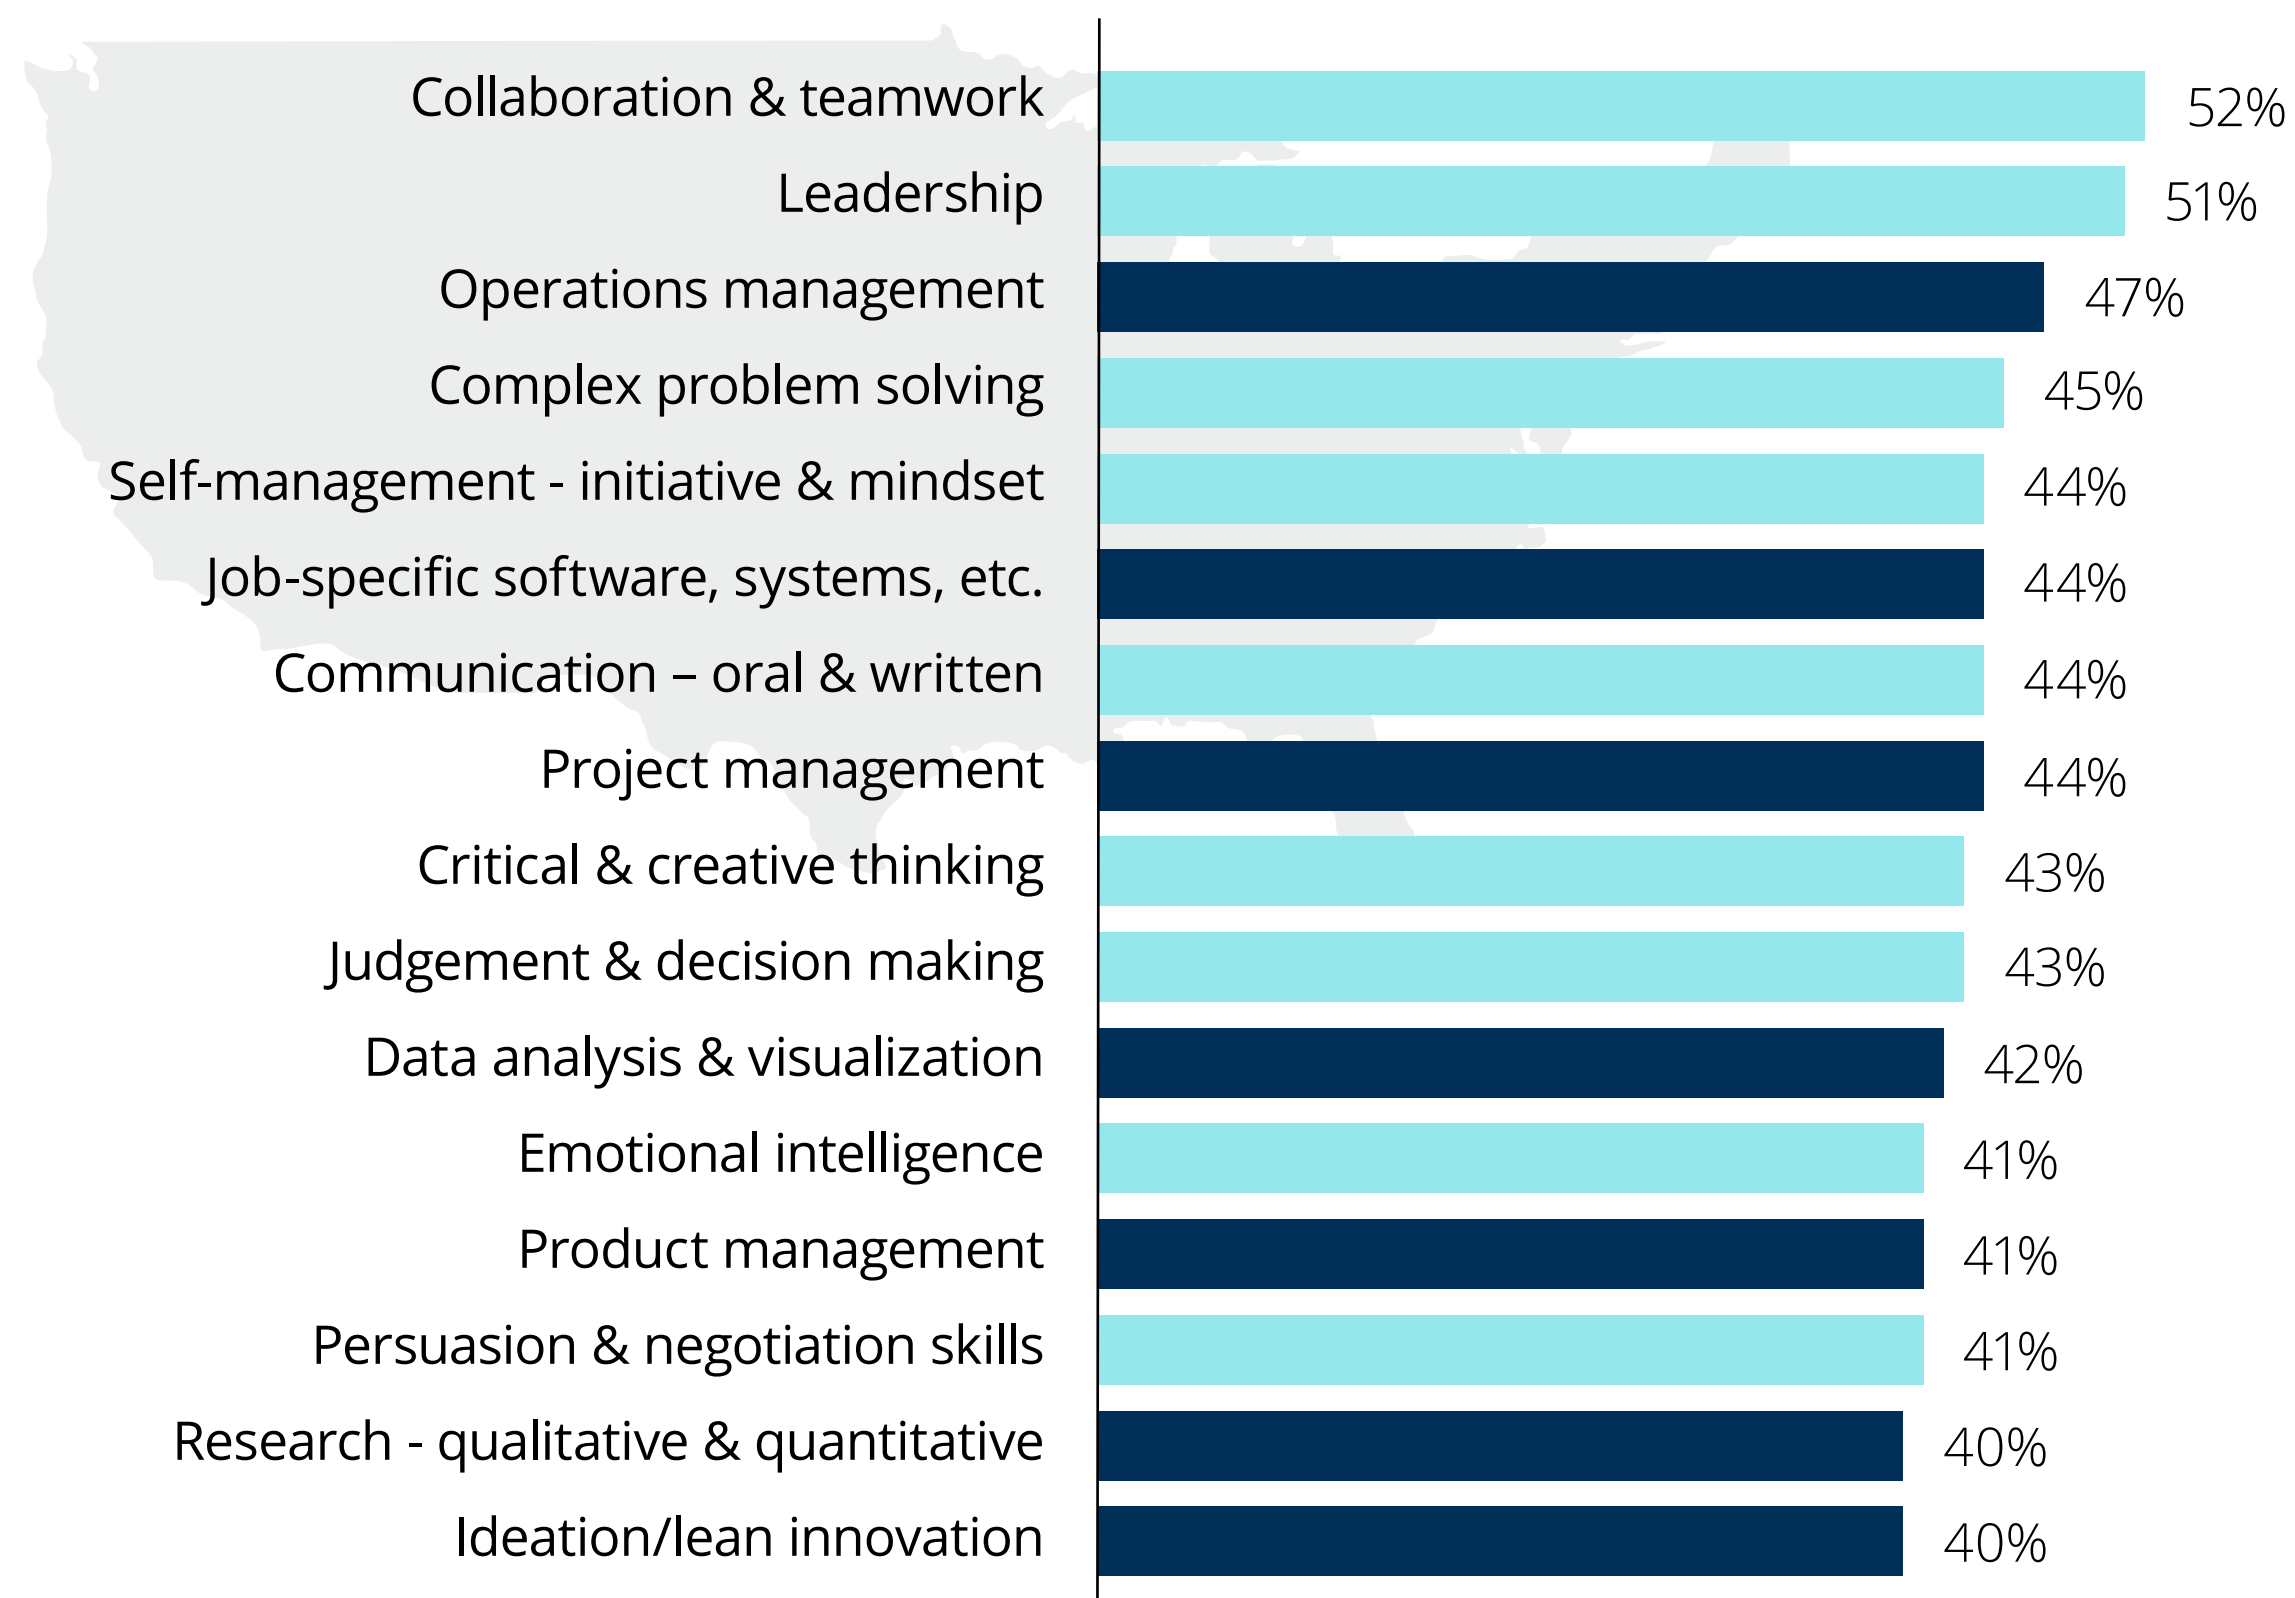 Collaboration & teamwork 52%
Leadership 51%
Operations management 47%
Complex problem solving 45%
Self-management - initiative & mindset 44%
Job-specific software, systems, etc. 44%
Communication – oral & written 44%
Project management 44%
Critical & creative thinking 43%
Judgement & decision making 43%
Data analysis & visualization 42%
Emotional intelligence 41%
Product management 41%
Persuasion & negotiation skills 41%
Research - qualitative & quantitative 40%
Ideation/lean innovation 40%